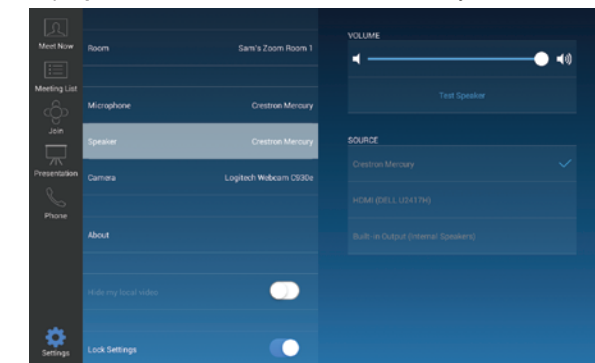 Meet Now
Meeting List
Join
Presentation
Phone
Settings
Room Sam's Zoom Room 1
Microphone Crestron Mercury
Speaker Crestron Mercury
Camera Logitech Webcam C930e
About
Hide my local video
Lock Settings
VOLUME
Test Speaker
SOURCE
Crestron Mercury
HDMI (DELL U2417H)
Built-in Output (Internal Speakers)